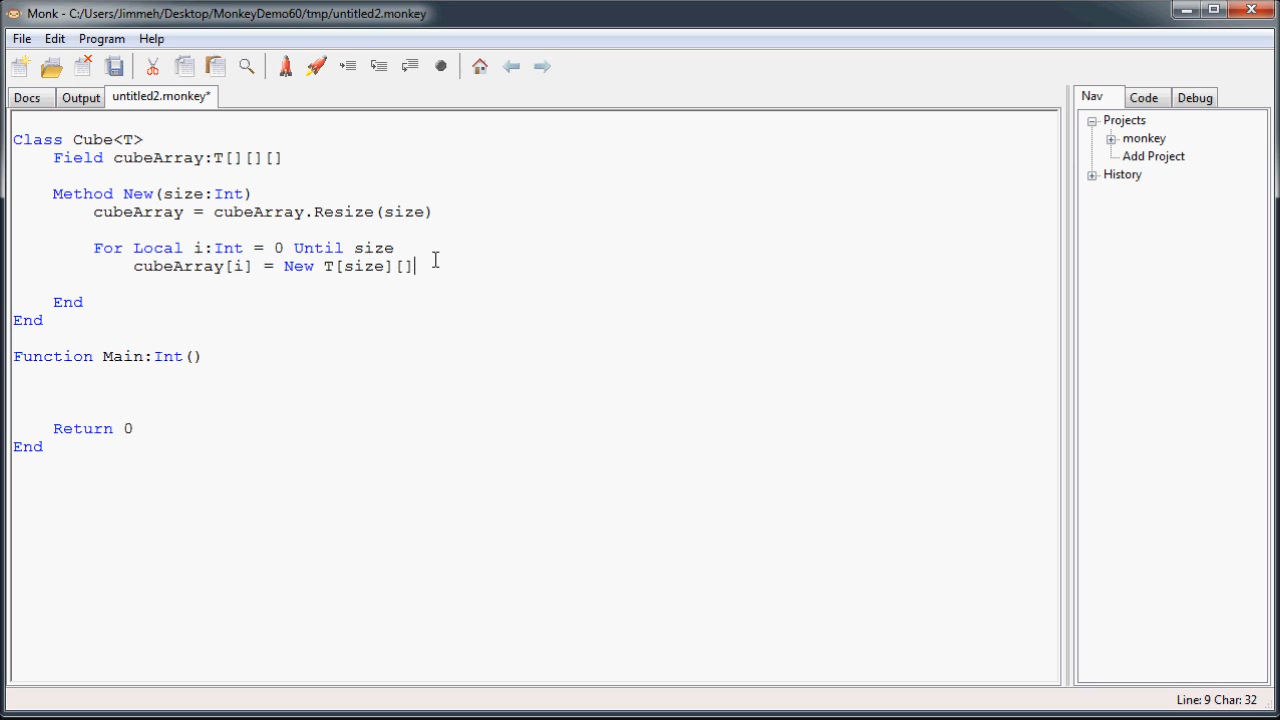 Monk - C:/Users/Jimmeh/Desktop/MonkeyDemo60/tmp/untitled2.monkey
File Edit Program Help
Docs Output untitled2.monkey* Nav Code Debug
Class Cube<T>
Field cubeArray:T[][][]
Method New(size:Int)
cubeArray = cubeArray.Resize(size)
For Local i:Int = 0 Until size
cubeArray[i] = New T[size][]
End
End
Function Main:Int()
Return 0
End
Projects
monkey
Add Project
History
Line: 9 Char: 32